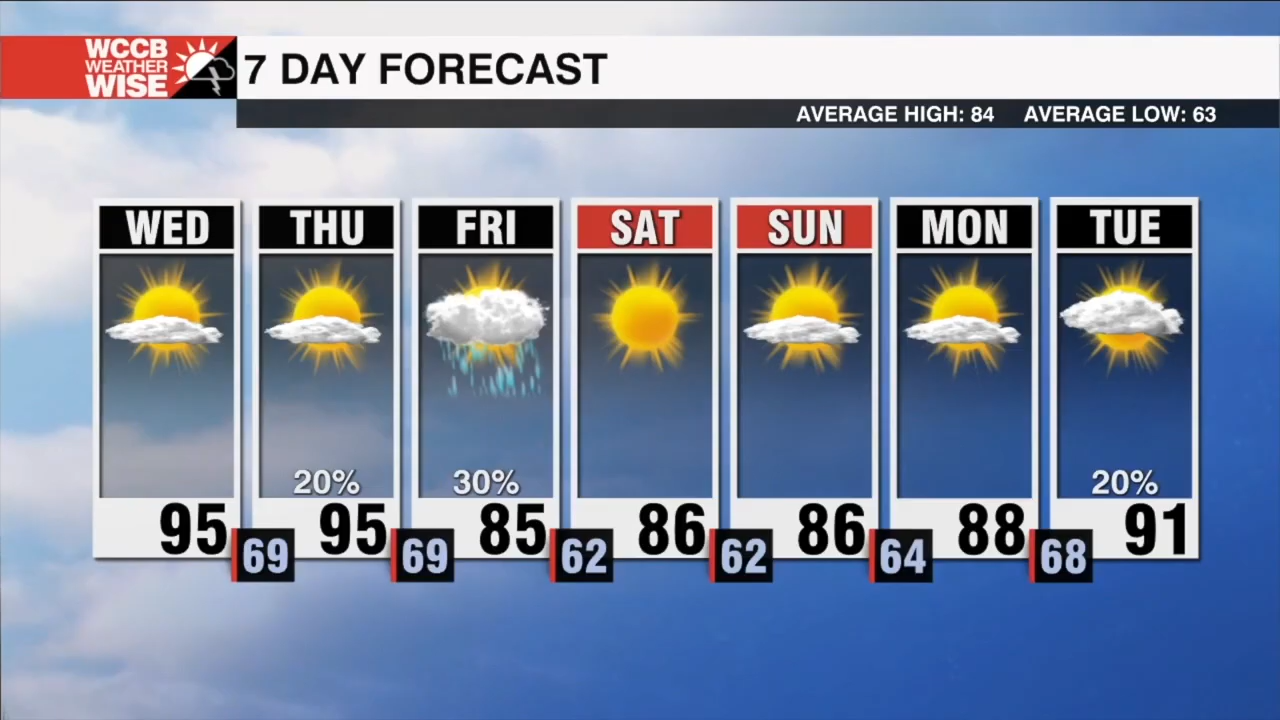 WCCB
WEATHER
WISE
7 DAY FORECAST
AVERAGE HIGH: 84 AVERAGE LOW: 63
WED THU FRI SAT SUN MON TUE
20% 30% 20%
95 95 85 86 86 88 91
69 69 62 62 64 68